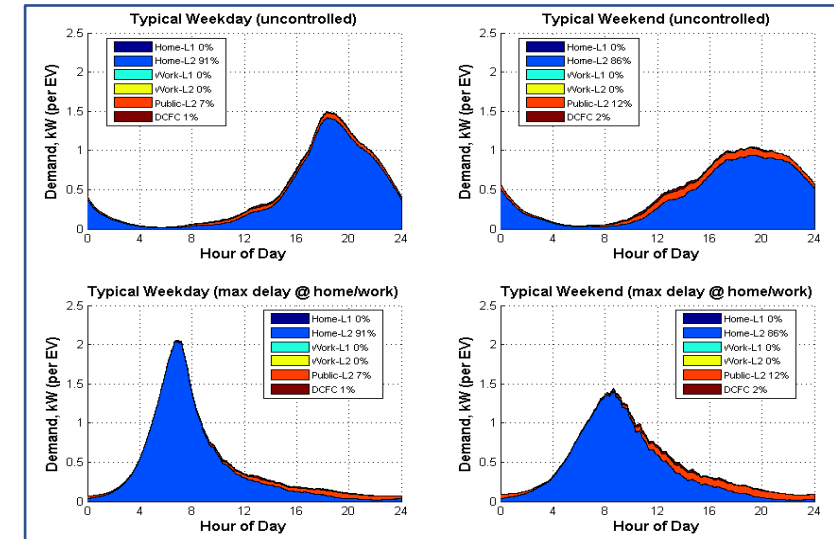 Typical Weekday (uncontrolled)
2.5
2
1.5
1
0.5
0
Demand, kW (per EV)
Home-L1 0%
Home-L2 91%
Work-L1 0%
Work-L2 0%
Public-L2 7%
DCFC 1%
0 4 8 12 16 20 24
Hour of Day
Typical Weekend (uncontrolled)
2.5
2
1.5
1
0.5
0
Demand, kW (per EV)
Home-L1 0%
Home-L2 86%
Work-L1 0%
Work-L2 0%
Public-L2 12%
DCFC 2%
0 4 8 12 16 20 24
Hour of Day
Typical Weekday (max delay @ home/work)
2.5
2
1.5
1
0.5
0
Demand, kW (per EV)
Home-L1 0%
Home-L2 91%
Work-L1 0%
Work-L2 0%
Public-L2 7%
DCFC 1%
0 4 8 12 16 20 24
Hour of Day
Typical Weekend (max delay @ home/work)
2.5
2
1.5
1
0.5
0
Demand, kW (per EV)
Home-L1 0%
Home-L2 86%
Work-L1 0%
Work-L2 0%
Public-L2 12%
DCFC 2%
0 4 8 12 16 20 24
Hour of Day